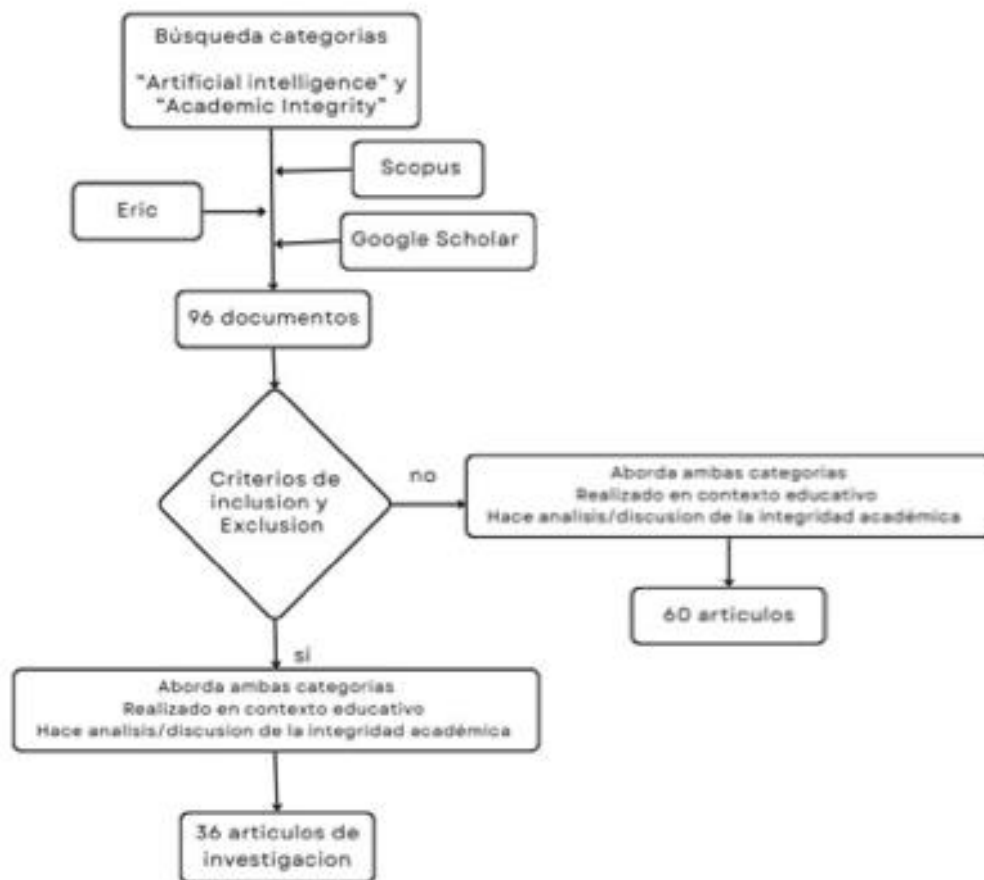 Búsqueda categorias
“Artificial intelligence” y
“Academic Integrity”
Scopus
Eric
Google Scholar
96 documentos
Criterios de
inclusion y
Exclusion
no
Aborda ambas categorias
Realizado en contexto educativo
Hace analisis/discusion de la integridad académica
60 articulos
si
Aborda ambas categorias
Realizado en contexto educativo
Hace analisis/discusion de la integridad académica
36 articulos de
investigacion